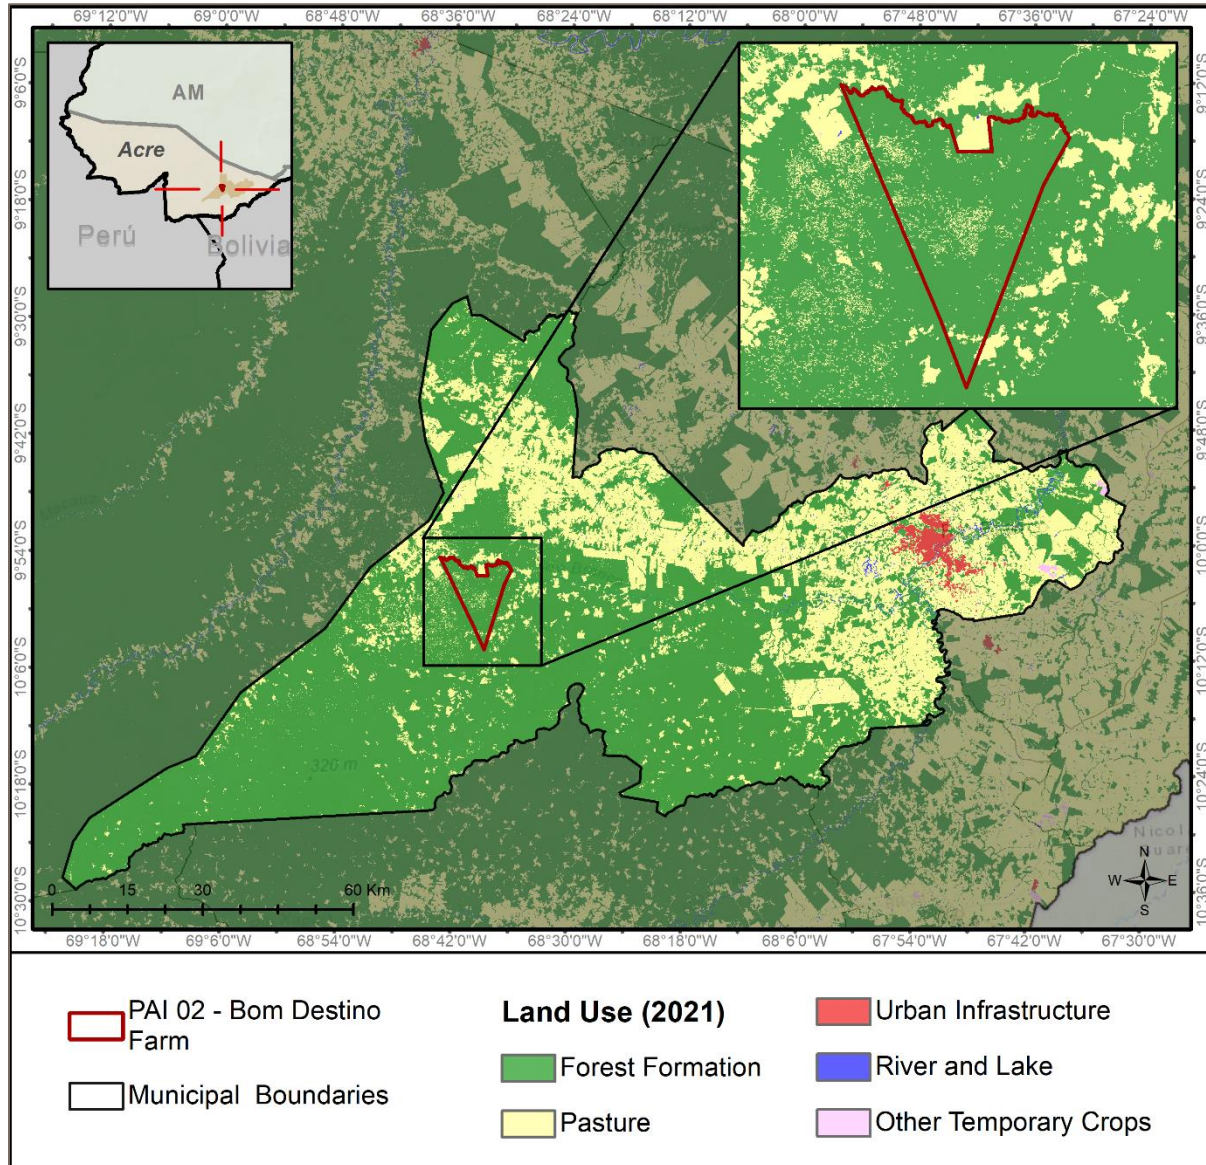 69°12'0"W 69°0'0"W 68°48'0"W 68°36'0"W 68°24'0"W 68°12'0"W 68°0'0"W 67°48'0"W 67°36'0"W 67°24'0"W
9°6'0"S
9°18'0"S
9°30'0"S
9°42'0"S
9°54'0"S
10°6'0"S
10°18'0"S
10°30'0"S
9°12'0"S
9°24'0"S
9°36'0"S
9°48'0"S
10°0'0"S
10°12'0"S
10°24'0"S
10°36'0"S
AM
Acre
Perú
Bolivia
320 m
Nicol
N
W E
S
0 15 30 60 Km
69°18'0"W 69°6'0"W 68°54'0"W 68°42'0"W 68°30'0"W 68°18'0"W 68°6'0"W 67°54'0"W 67°42'0"W 67°30'0"W
PAI 02 - Bom Destino
Farm
Municipal Boundaries
Land Use (2021)
Forest Formation
Pasture
Urban Infrastructure
River and Lake
Other Temporary Crops